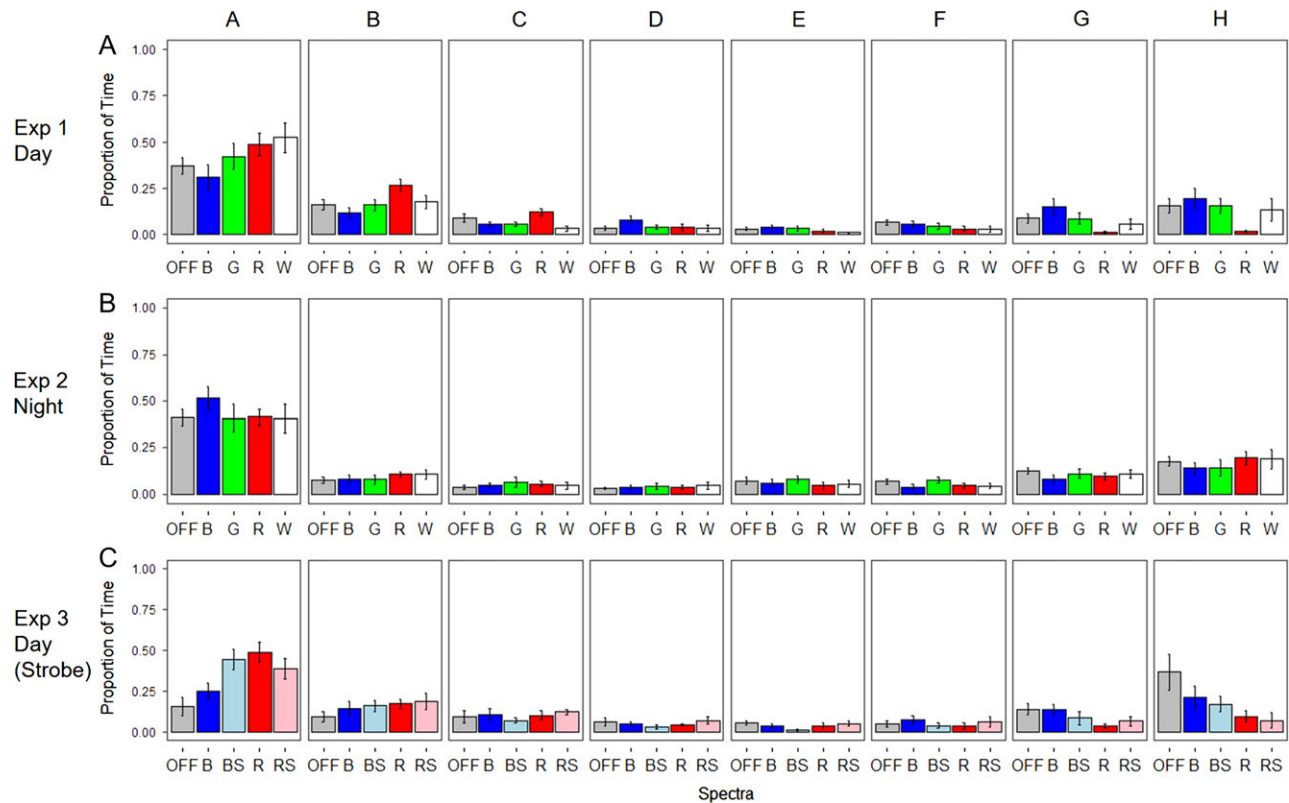 A B C D E F G H
A
Exp 1
Day
Proportion of Time
1.00
0.75
0.50
0.25
0.00
OFF B G R W OFF B G R W OFF B G R W OFF B G R W OFF B G R W OFF B G R W OFF B G R W OFF B G R W
B
Exp 2
Night
Proportion of Time
1.00
0.75
0.50
0.25
0.00
OFF B G R W OFF B G R W OFF B G R W OFF B G R W OFF B G R W OFF B G R W OFF B G R W OFF B G R W
C
Exp 3
Day
(Strobe)
Proportion of Time
1.00
0.75
0.50
0.25
0.00
OFF B BS R RS OFF B BS R RS OFF B BS R RS OFF B BS R RS OFF B BS R RS OFF B BS R RS OFF B BS R RS OFF B BS R RS
Spectra